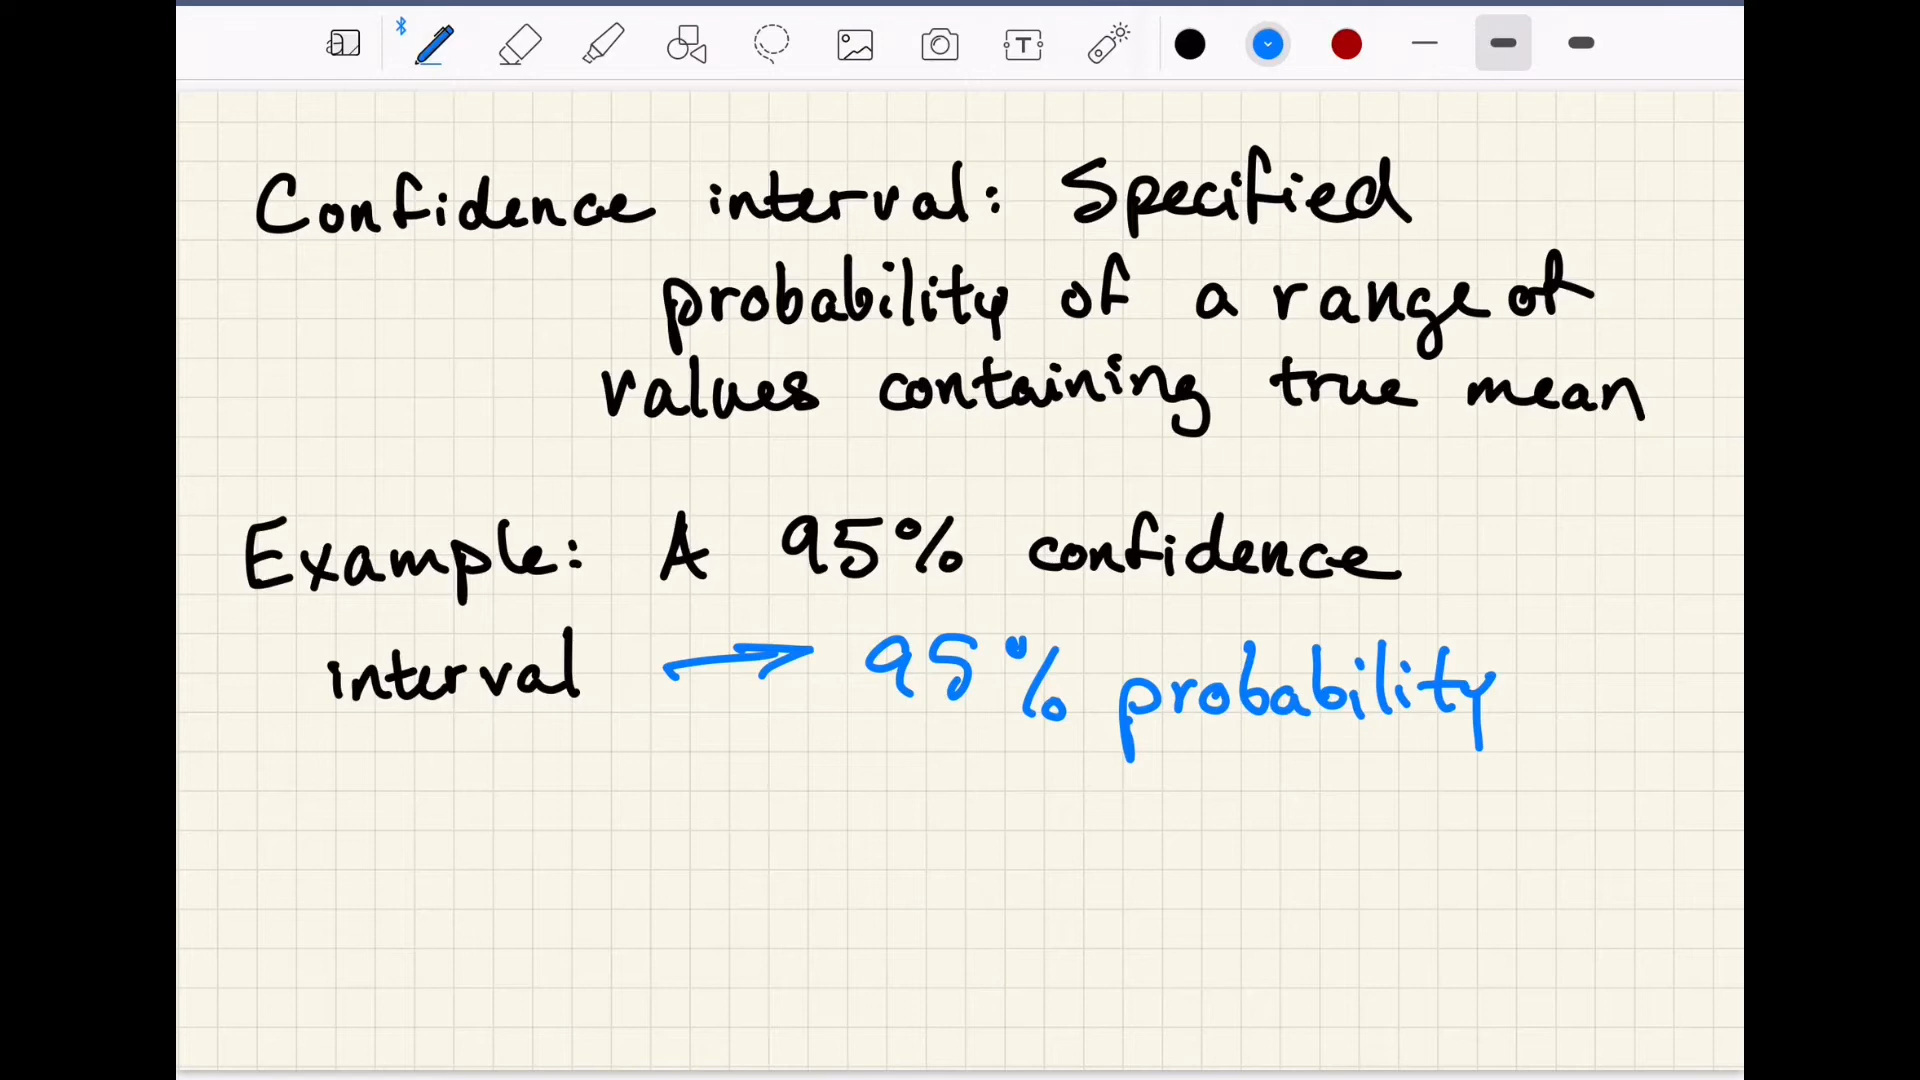 Confidence interval: Specified
probability of a range of
values containing true mean
Example: A 95% confidence
interval → 95% probability